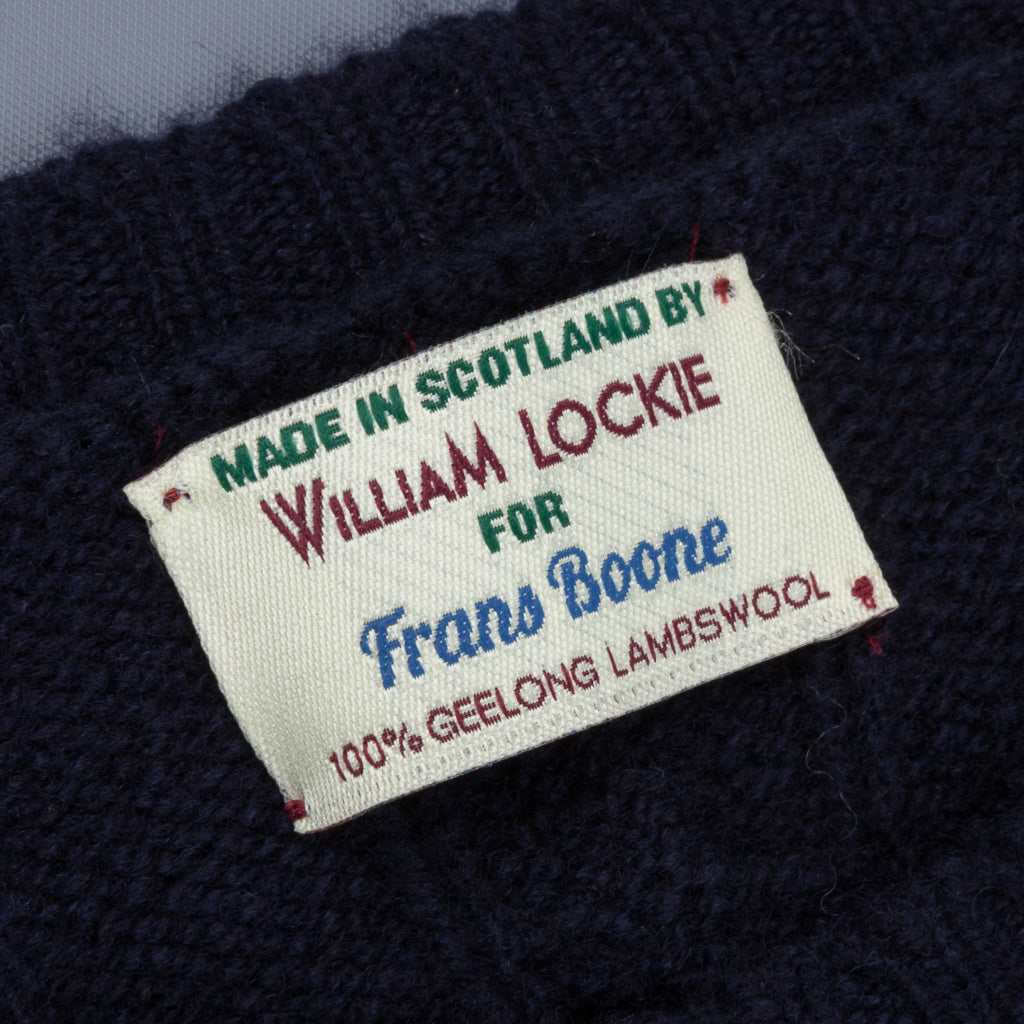 MADE IN SCOTLAND BY
WILLIAM LOCKIE
FOR
Frans Boone
100% GEELONG LAMBSWOOL